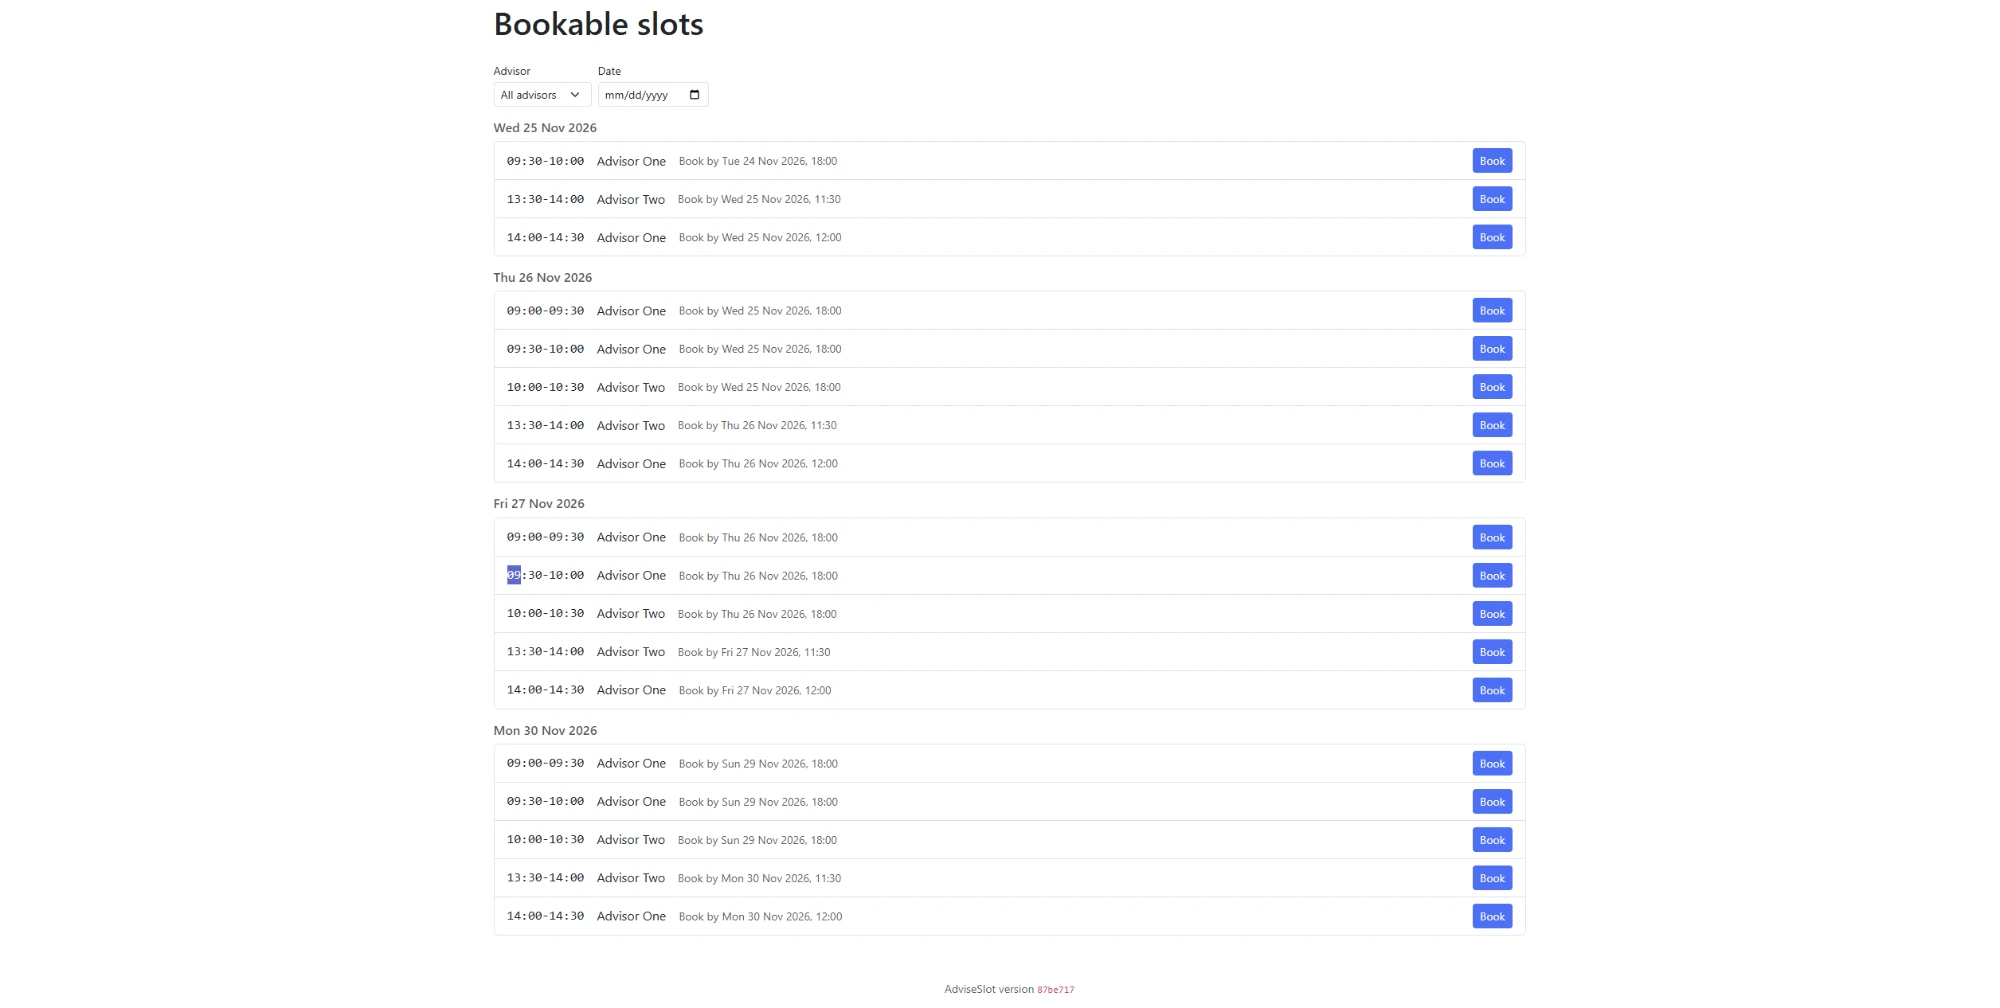 Bookable slots
Advisor Date
All advisors mm/dd/yyyy
Wed 25 Nov 2026
09:30-10:00 Advisor One Book by Tue 24 Nov 2026, 18:00 Book
13:30-14:00 Advisor Two Book by Wed 25 Nov 2026, 11:30 Book
14:00-14:30 Advisor One Book by Wed 25 Nov 2026, 12:00 Book
Thu 26 Nov 2026
09:00-09:30 Advisor One Book by Wed 25 Nov 2026, 18:00 Book
09:30-10:00 Advisor One Book by Wed 25 Nov 2026, 18:00 Book
10:00-10:30 Advisor Two Book by Wed 25 Nov 2026, 18:00 Book
13:30-14:00 Advisor Two Book by Thu 26 Nov 2026, 11:30 Book
14:00-14:30 Advisor One Book by Thu 26 Nov 2026, 12:00 Book
Fri 27 Nov 2026
09:00-09:30 Advisor One Book by Thu 26 Nov 2026, 18:00 Book
09:30-10:00 Advisor One Book by Thu 26 Nov 2026, 18:00 Book
10:00-10:30 Advisor Two Book by Thu 26 Nov 2026, 18:00 Book
13:30-14:00 Advisor Two Book by Fri 27 Nov 2026, 11:30 Book
14:00-14:30 Advisor One Book by Fri 27 Nov 2026, 12:00 Book
Mon 30 Nov 2026
09:00-09:30 Advisor One Book by Sun 29 Nov 2026, 18:00 Book
09:30-10:00 Advisor One Book by Sun 29 Nov 2026, 18:00 Book
10:00-10:30 Advisor Two Book by Sun 29 Nov 2026, 18:00 Book
13:30-14:00 Advisor Two Book by Mon 30 Nov 2026, 11:30 Book
14:00-14:30 Advisor One Book by Mon 30 Nov 2026, 12:00 Book
AdviseSlot version 87be717